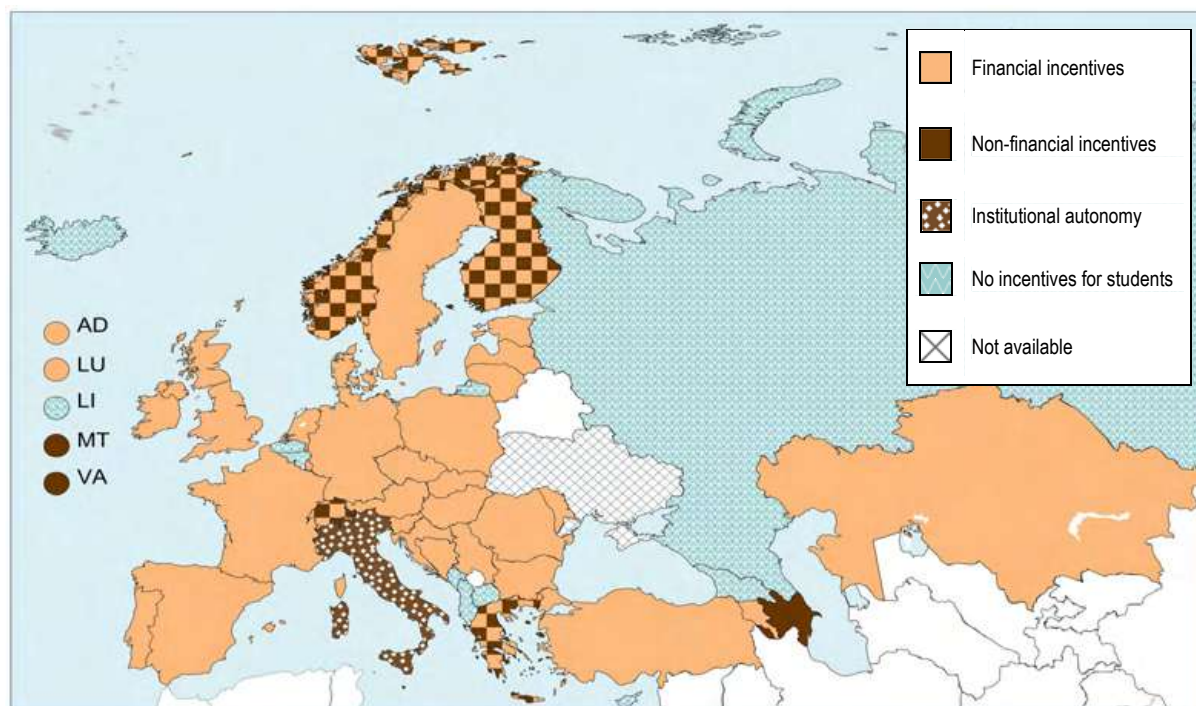 Financial incentives
Non-financial incentives
Institutional autonomy
No incentives for students
Not available
AD
LU
LI
MT
VA